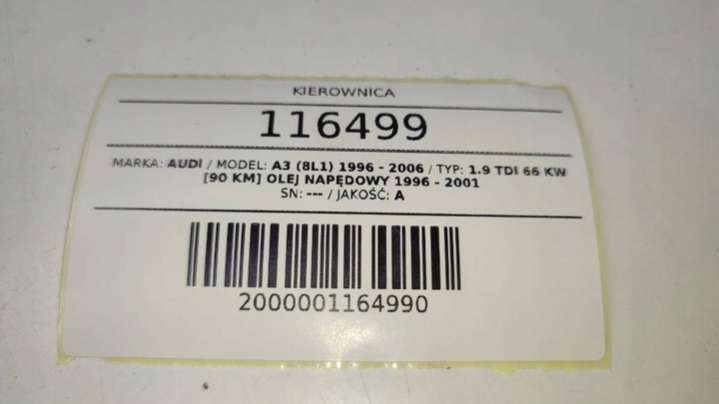 KIEROWNICA
116499
MARKA: AUDI / MODEL: A3 (8L1) 1996 - 2006 / TYP: 1.9 TDI 66 KW
[90 KM] OLEJ NAPĘDOWY 1996 - 2001
SN: --- / JAKOŚĆ: A
2000001164990